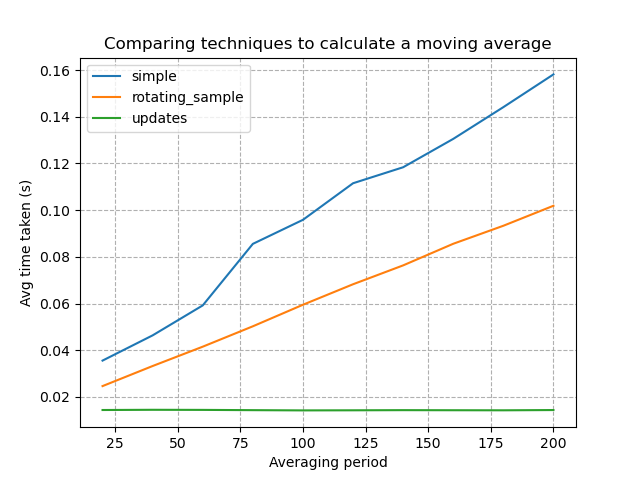 Comparing techniques to calculate a moving average
simple
rotating_sample
updates
0.16
0.14
0.12
0.10
0.08
0.06
0.04
0.02
Avg time taken (s)
25 50 75 100 125 150 175 200
Averaging period